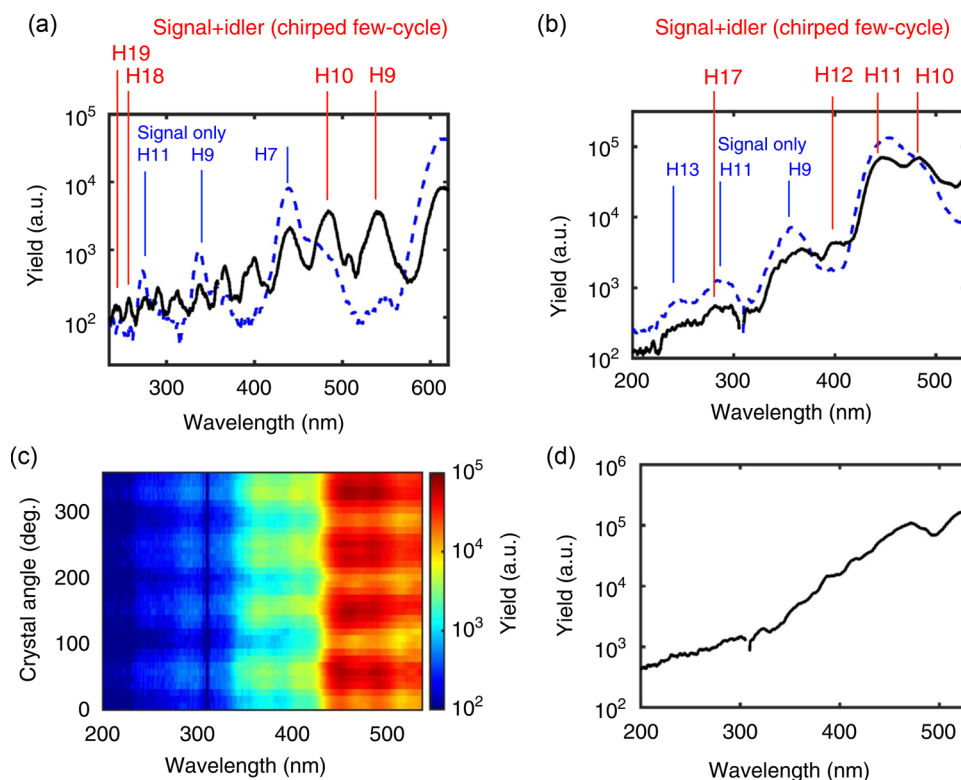 (a)
Signal+idler (chirped few-cycle)
H19
H18
H10
H9
Signal only
H11
H9
H7
10^5
10^4
10^3
10^2
Yield (a.u.)
300
400
500
600
Wavelength (nm)
(b)
Signal+idler (chirped few-cycle)
H17
H12
H11
H10
Signal only
H13
H11
H9
10^5
10^4
10^3
10^2
Yield (a.u.)
200
300
400
500
Wavelength (nm)
(c)
300
200
100
0
Crystal angle (deg.)
200
300
400
500
Wavelength (nm)
10^5
10^4
10^3
10^2
Yield (a.u.)
(d)
10^6
10^5
10^4
10^3
10^2
Yield (a.u.)
200
300
400
500
Wavelength (nm)